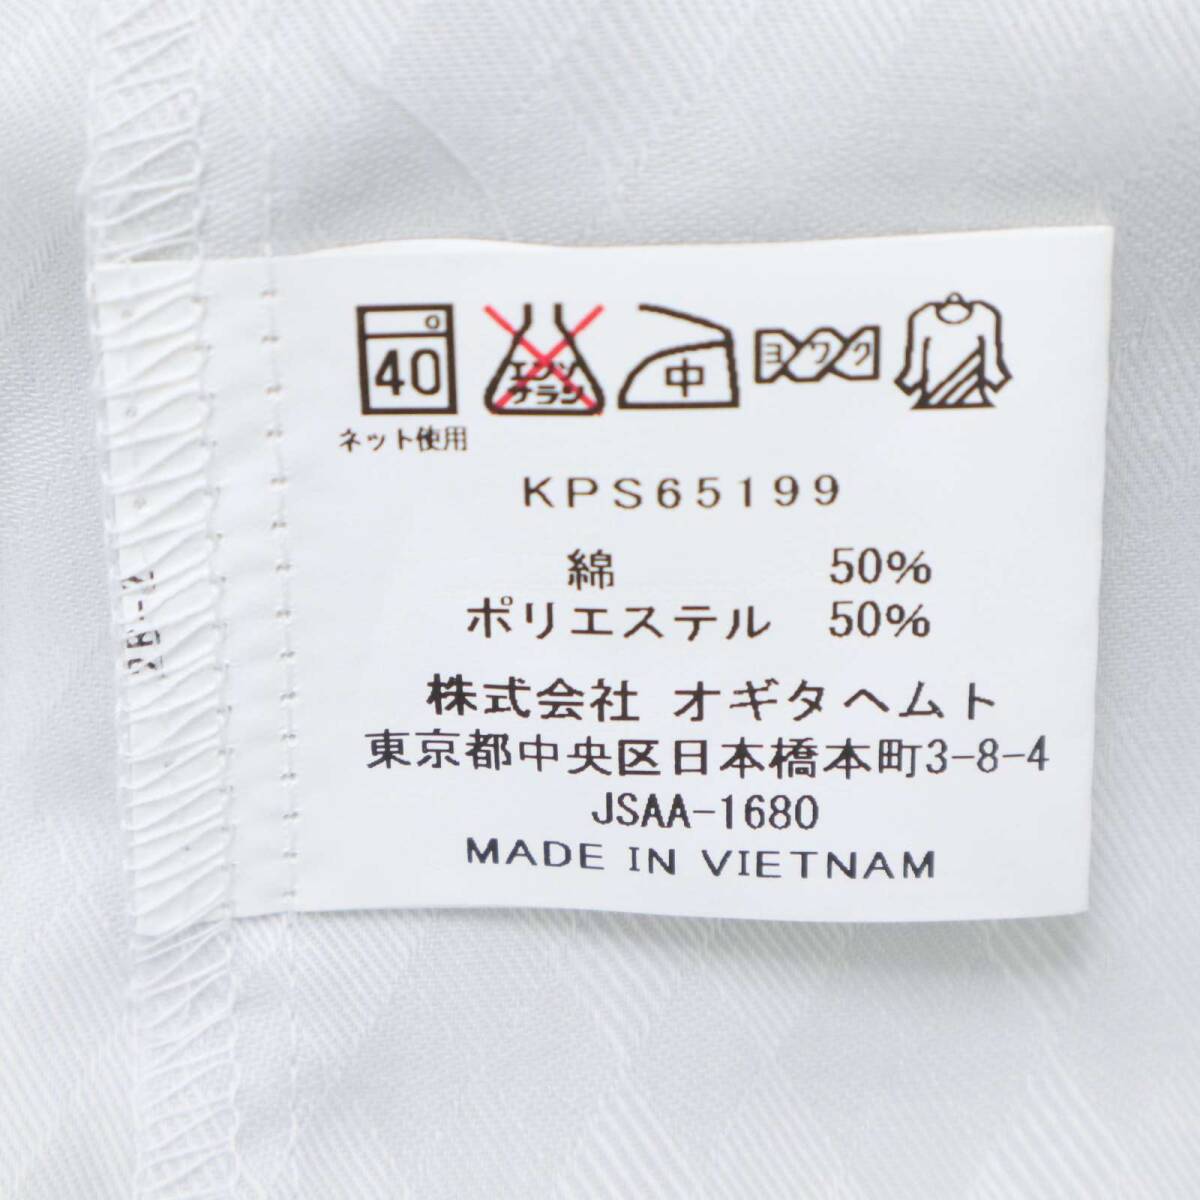 40
エンソ
サラシ
中
ヨワク
ネット使用
KPS65199
綿 50%
ポリエステル 50%
株式会社 オギタヘムト
東京都中央区日本橋本町3-8-4
JSAA-1680
MADE IN VIETNAM